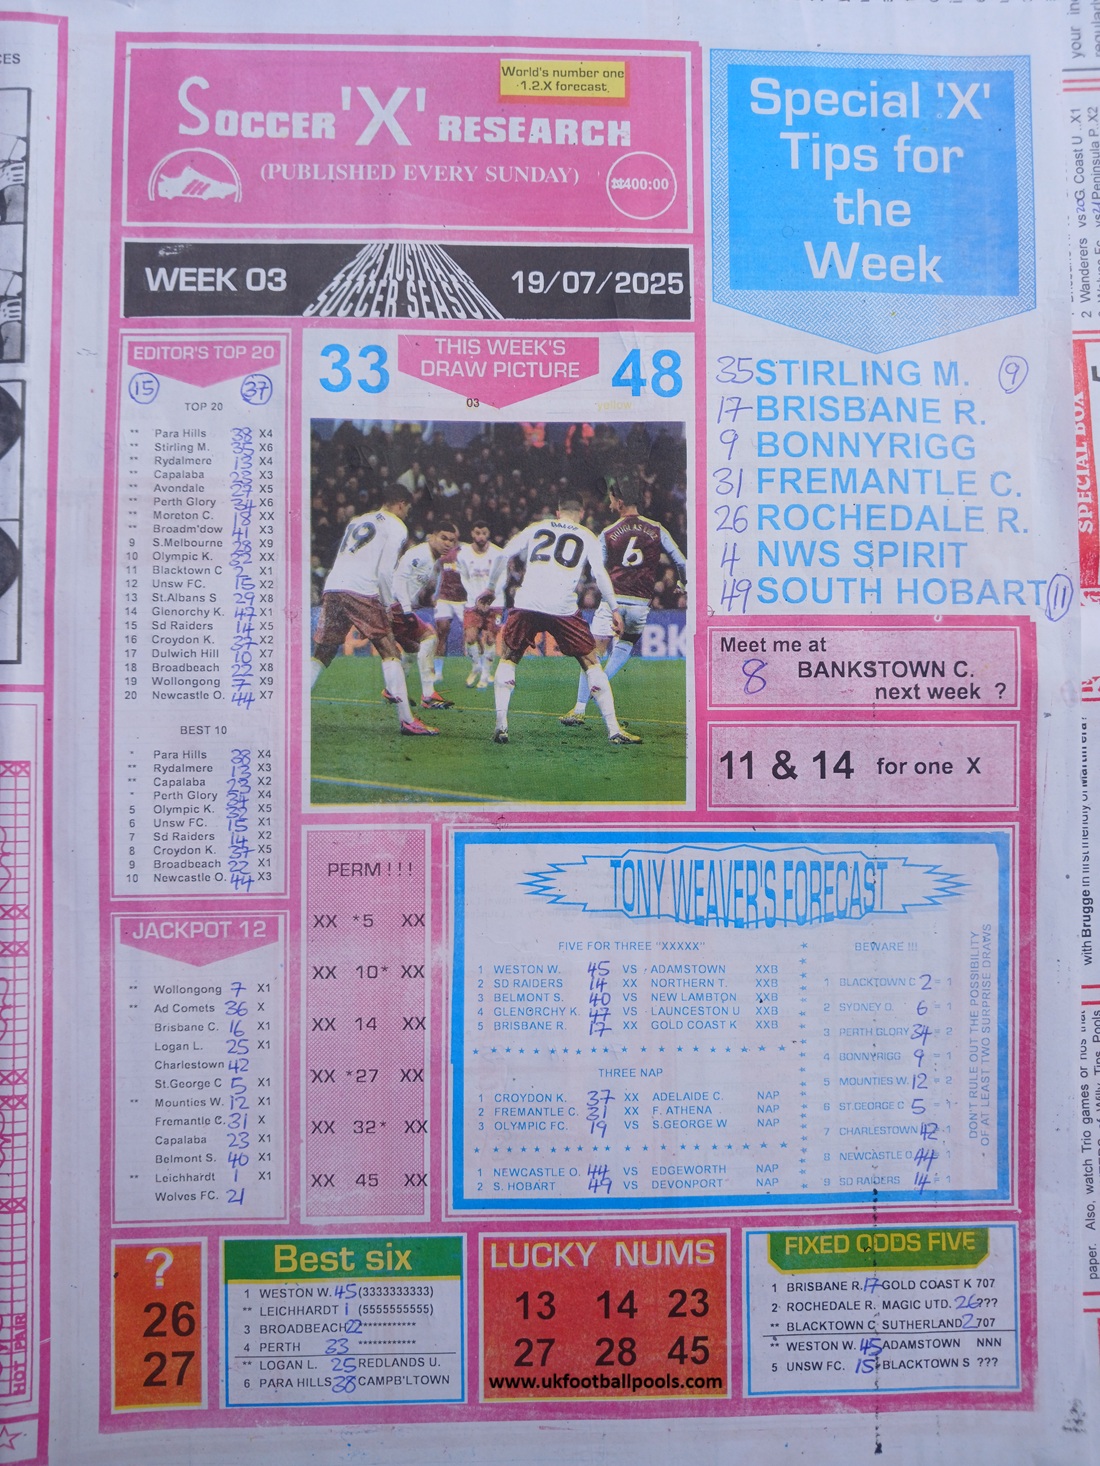 World's number one
1.2.X forecast.
SOCCER 'X' RESEARCH
(PUBLISHED EVERY SUNDAY)
₦400:00
WEEK 03
2025 AUSTRALIA
SOCCER SEASON
19/07/2025
Special 'X'
Tips for
the
Week
35 STIRLING M. 9
17 BRISBANE R.
9 BONNYRIGG
31 FREMANTLE C.
26 ROCHEDALE R.
4 NWS SPIRIT
49 SOUTH HOBART 11
Meet me at
8 BANKSTOWN C.
next week ?
11 & 14 for one X
EDITOR'S TOP 20
15 37
TOP 20
** Para Hills 38 X4
** Stirling M. 35 X6
** Rydalmere 13 X4
** Capalaba 23 X3
** Avondale 27 X5
** Perth Glory 34 X6
** Moreton C. 18 XX
** Broadm'dow 41 X3
9 S.Melbourne 28 X9
10 Olympic K. 32 XX
11 Blacktown C 2 X1
12 Unsw FC. 15 X2
13 St.Albans S 29 X8
14 Glenorchy K. 47 X1
15 Sd Raiders 14 X5
16 Croydon K. 37 X2
17 Dulwich Hill 10 X7
18 Broadbeach 22 X8
19 Wollongong 7 X9
20 Newcastle O. 44 X7
BEST 10
* Para Hills 38 X4
** Rydalmere 13 X3
** Capalaba 23 X2
* Perth Glory 34 X4
5 Olympic K. 32 X5
6 Unsw FC. 15 X1
7 Sd Raiders 14 X2
8 Croydon K. 37 X5
9 Broadbeach 22 X1
10 Newcastle O. 44 X3
33 THIS WEEK'S 48
DRAW PICTURE
03
yellow
19
20
DOUGLAS LUIZ
6
JACKPOT 12
** Wollongong 7 X1
** Ad Comets 36 X
Brisbane C. 16 X1
Logan L. 25 X1
Charlestown 42
St.George C 5 X1
** Mounties W. 12 X1
Fremantle C. 31 X
Capalaba 23 X1
Belmont S. 40 X1
** Leichhardt 1 X1
Wolves FC. 21
PERM ! ! !
XX *5 XX
XX 10* XX
XX 14 XX
XX *27 XX
XX 32* XX
XX 45 XX
TONY WEAVER'S FORECAST
FIVE FOR THREE "XXXXX"
1 WESTON W. 45 VS ADAMSTOWN XXB
2 SD RAIDERS 14 XX NORTHERN T. XXB
3 BELMONT S. 40 VS NEW LAMBTON XXB
4 GLENORCHY K. 47 VS LAUNCESTON U XXB
5 BRISBANE R. 17 XX GOLD COAST K XXB
THREE NAP
1 CROYDON K. 37 XX ADELAIDE C. NAP
2 FREMANTLE C. 31 XX F. ATHENA NAP
3 OLYMPIC FC. 19 VS S.GEORGE W NAP
1 NEWCASTLE O. 44 VS EDGEWORTH NAP
2 S. HOBART 49 VS DEVONPORT NAP
BEWARE !!!
1 BLACKTOWN C 2 = 1
2 SYDNEY O. 6 = 1
3 PERTH GLORY 34 = 2
4 BONNYRIGG 9 = 1
5 MOUNTIES W. 12 = 2
6 ST.GEORGE C 5 = 1
7 CHARLESTOWN 42 = 1
8 NEWCASTLE O. 44 = 1
9 SD RAIDERS 14 = 1
DON'T RULE OUT THE POSSIBILITY
OF AT LEAST TWO SURPRISE DRAWS
?
26
27
Best six
1 WESTON W. 45 (3333333333)
** LEICHHARDT 1 (5555555555)
3 BROADBEACH 22 ************
4 PERTH 33 ************
** LOGAN L. 25 REDLANDS U.
6 PARA HILLS 38 CAMPB'LTOWN
LUCKY NUMS
13 14 23
27 28 45
www.ukfootballpools.com
FIXED ODDS FIVE
1 BRISBANE R. 17 GOLD COAST K 707
2 ROCHEDALE R. MAGIC UTD. 26 ???
** BLACKTOWN C SUTHERLAND 2 707
** WESTON W. 45 ADAMSTOWN NNN
5 UNSW FC. 15 BLACKTOWN S ???
HOT PAIR
SPECIAL BOX